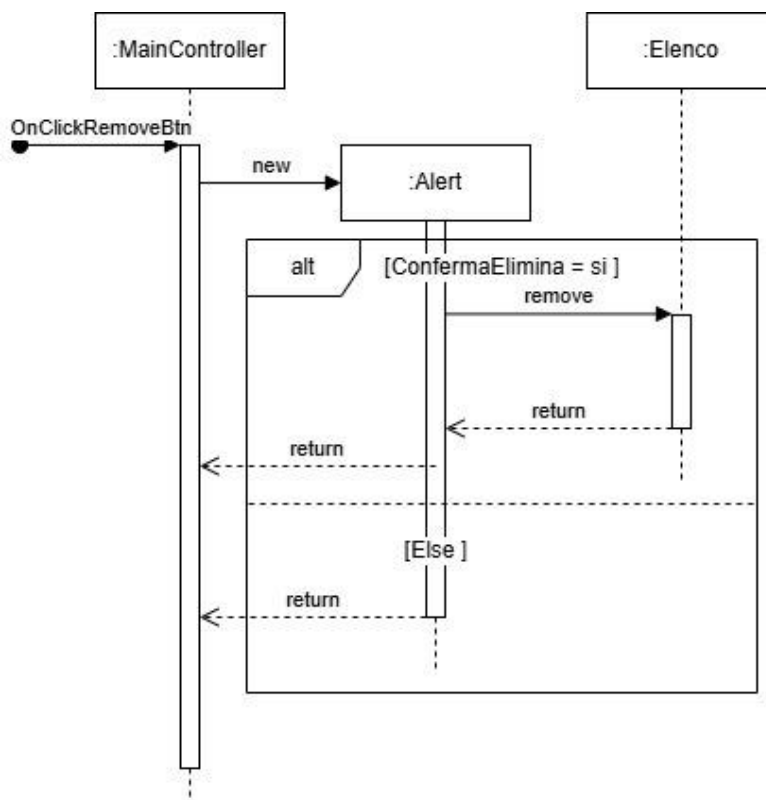 :MainController
:Elenco
OnClickRemoveBtn
new
:Alert
alt
[ConfermaElimina = si ]
remove
return
return
[Else ]
return